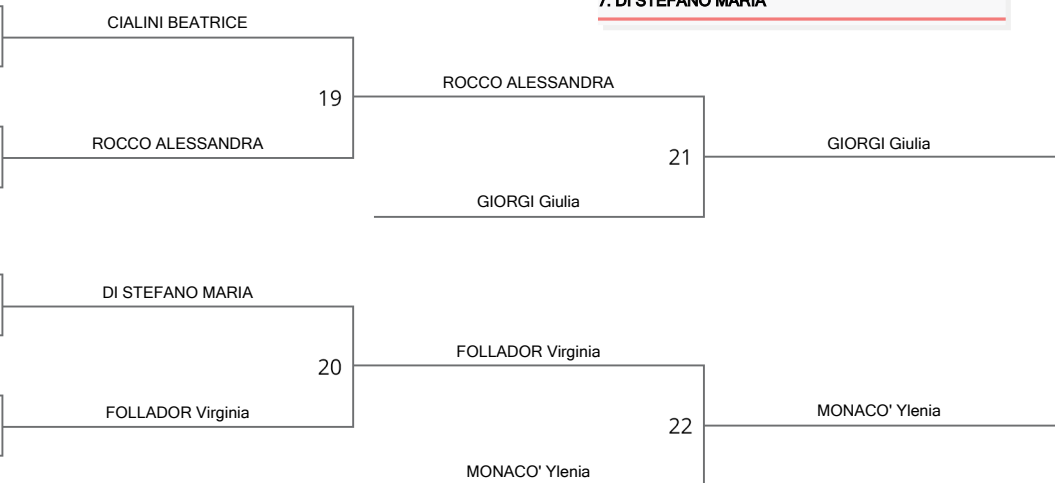 7. DI STEFANO MARIA
CIALINI BEATRICE
19
ROCCO ALESSANDRA
ROCCO ALESSANDRA
21
GIORGI Giulia
GIORGI Giulia
DI STEFANO MARIA
20
FOLLADOR Virginia
FOLLADOR Virginia
22
MONACO' Ylenia
MONACO' Ylenia